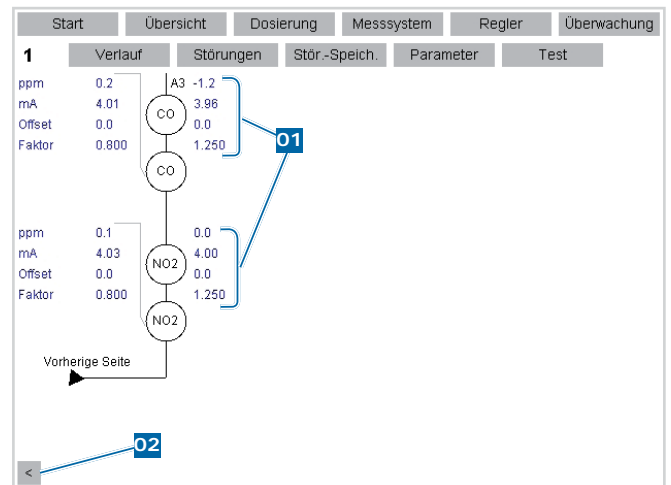 Start Übersicht Dosierung Messsystem Regler Überwachung
1 Verlauf Störungen Stör.-Speich. Parameter Test
ppm 0.2 A3 -1.2
mA 4.01 CO 3.96
Offset 0.0 0.0
01
Faktor 0.800 1.250
CO
ppm 0.1 0.0
mA 4.03 4.00
NO2
Offset 0.0 0.0
Faktor 0.800 1.250
NO2
Vorherige Seite
02
<